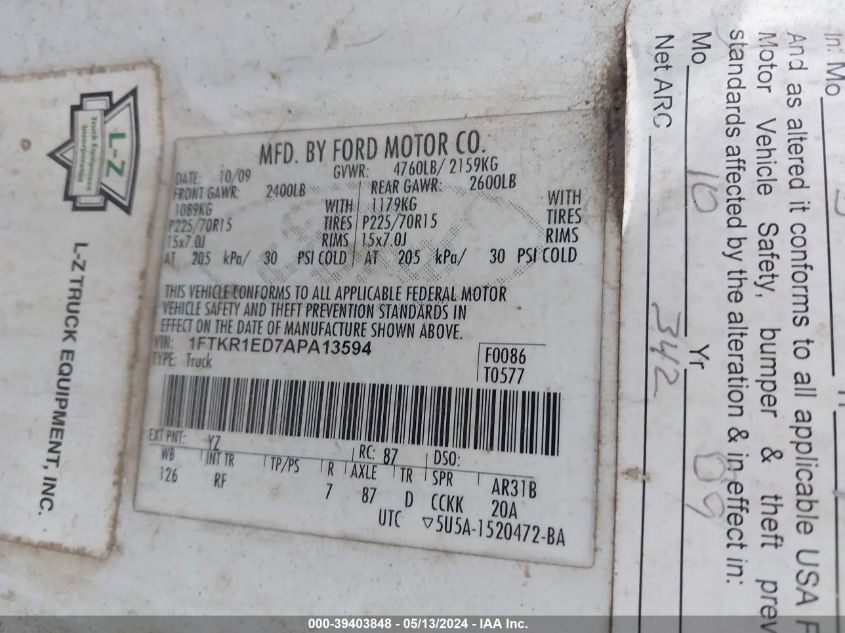 MFD. BY FORD MOTOR CO.
DATE: 10/09 GVWR: 4760LB/ 2159KG
FRONT GAWR: 2400LB REAR GAWR: 2600LB
1089KG WITH 1179KG WITH
P225/70R15 TIRES P225/70R15 TIRES
15x7.0J RIMS 15x7.0J RIMS
AT 205 kPa/ 30 PSI COLD AT 205 kPa/ 30 PSI COLD
THIS VEHICLE CONFORMS TO ALL APPLICABLE FEDERAL MOTOR
VEHICLE SAFETY AND THEFT PREVENTION STANDARDS IN
EFFECT ON THE DATE OF MANUFACTURE SHOWN ABOVE.
VIN: 1FTKR1ED7APA13594 F0086
TYPE: Truck T0577
EXT PNT: YZ RC: 87 DSO:
WB INT TR TP/PS R AXLE TR SPR AR31B
126 RF 7 87 D CCKK 20A
UTC ▽5U5A-1520472-BA
L-Z
Truck Equipment
Incorporated
L-Z TRUCK EQUIPMENT, INC.
in: Mo
And as altered it conforms to all applicable USA F
Motor Vehicle Safety, bumper & theft prev
standards affected by the alteration & in effect in:
Mo 10 Yr 09
Net ARC 342
000-39403848 - 05/13/2024 - IAA Inc.